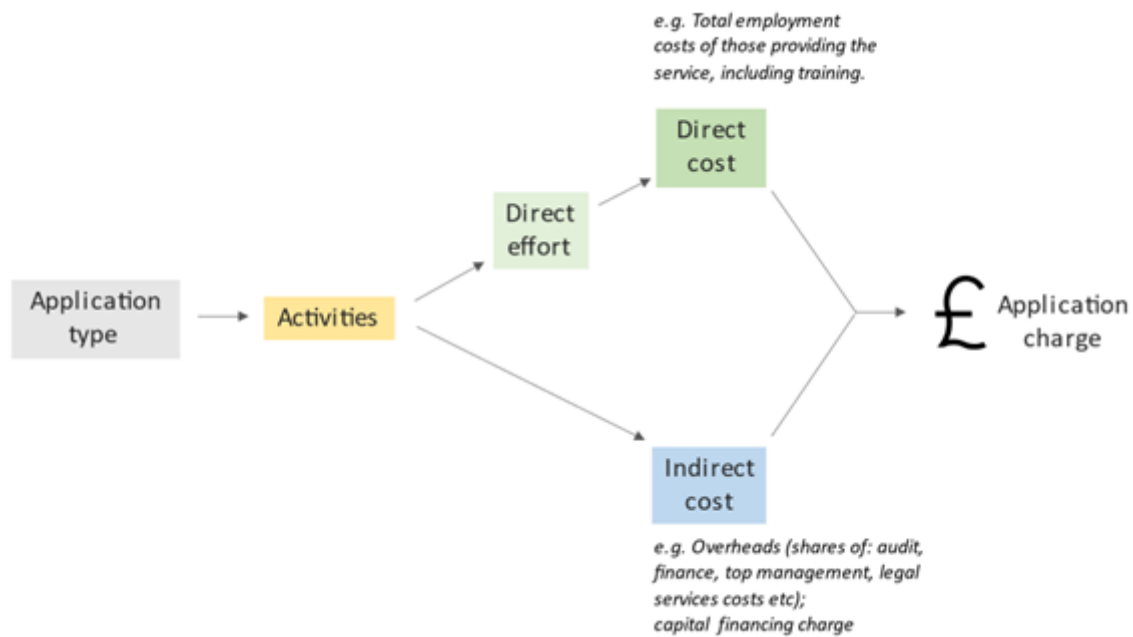 e.g. Total employment
costs of those providing the
service, including training.
Direct
cost
Direct
effort
Application
type
Activities
£
Application
charge
Indirect
cost
e.g. Overheads (shares of: audit,
finance, top management, legal
services costs etc);
capital financing charge